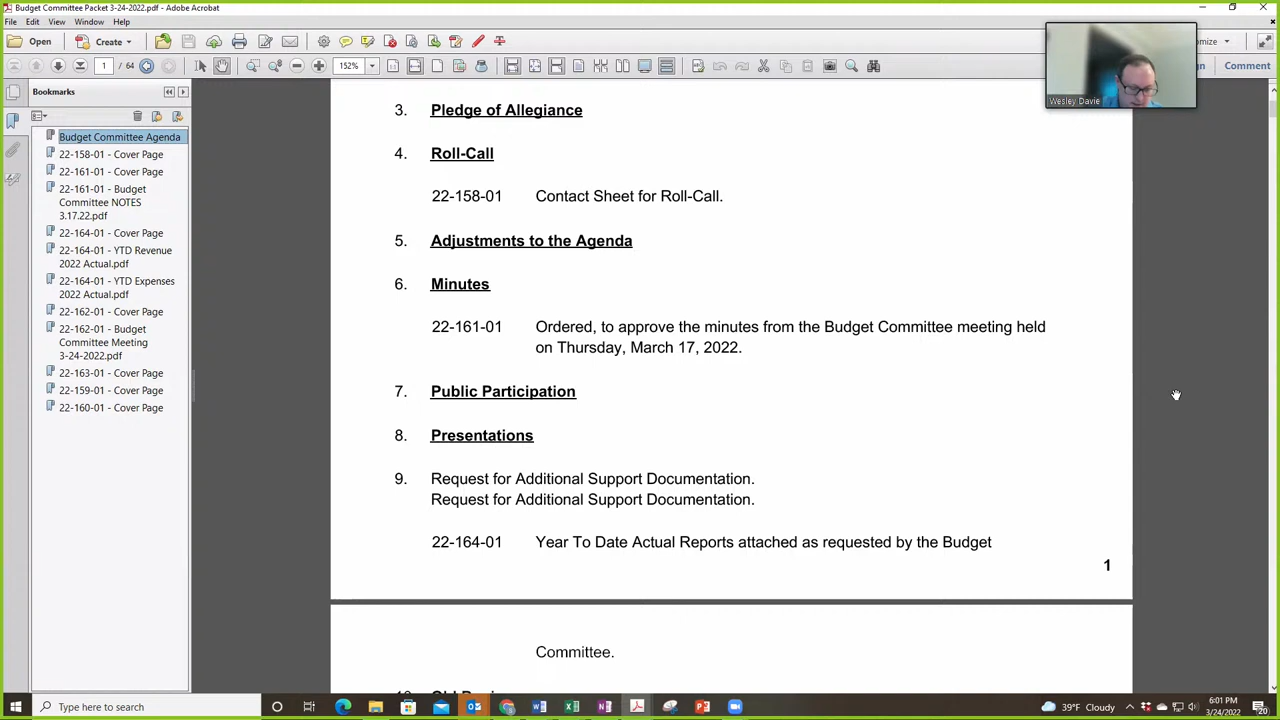 Budget Committee Packet 3-24-2022.pdf - Adobe Acrobat
File Edit View Window Help
Open Create
1 / 64 152% Comment
Wesley Davie
Bookmarks
Budget Committee Agenda
22-158-01 - Cover Page
22-161-01 - Cover Page
22-161-01 - Budget
Committee NOTES
3.17.22.pdf
22-164-01 - Cover Page
22-164-01 - YTD Revenue
2022 Actual.pdf
22-164-01 - YTD Expenses
2022 Actual.pdf
22-162-01 - Cover Page
22-162-01 - Budget
Committee Meeting
3-24-2022.pdf
22-163-01 - Cover Page
22-159-01 - Cover Page
22-160-01 - Cover Page
3. Pledge of Allegiance
4. Roll-Call
22-158-01 Contact Sheet for Roll-Call.
5. Adjustments to the Agenda
6. Minutes
22-161-01 Ordered, to approve the minutes from the Budget Committee meeting held
on Thursday, March 17, 2022.
7. Public Participation
8. Presentations
9. Request for Additional Support Documentation.
Request for Additional Support Documentation.
22-164-01 Year To Date Actual Reports attached as requested by the Budget
1
Committee.
Type here to search
39°F Cloudy
6:01 PM
3/24/2022
20